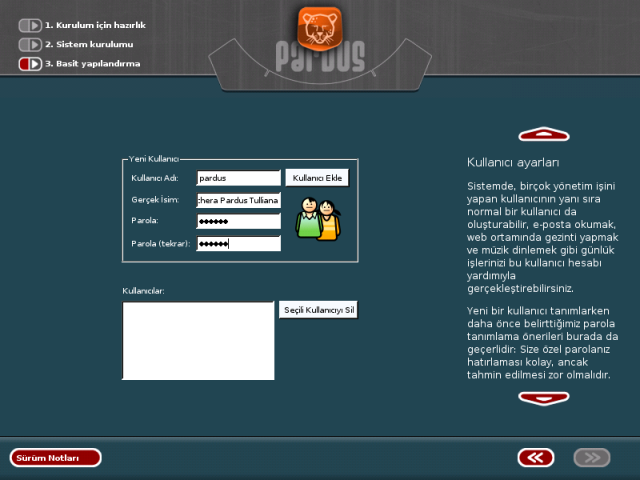 1. Kurulum için hazırlık
2. Sistem kurulumu
3. Basit yapılandırma
Pardus
Yeni Kullanıcı
Kullanıcı Adı:
pardus
Kullanıcı Ekle
Gerçek İsim:
chera Pardus Tulliana
Parola:
Parola (tekrar):
Kullanıcılar:
Seçili Kullanıcıyı Sil
Kullanıcı ayarları
Sistemde, birçok yönetim işini
yapan kullanıcının yanı sıra
normal bir kullanıcı da
oluşturabilir, e-posta okumak,
web ortamında gezinti yapmak
ve müzik dinlemek gibi günlük
işlerinizi bu kullanıcı hesabı
yardımıyla
gerçekleştirebilirsiniz.
Yeni bir kullanıcı tanımlarken
daha önce belirttiğimiz parola
tanımlama önerileri burada da
geçerlidir: Size özel parolanız
hatırlaması kolay, ancak
tahmin edilmesi zor olmalıdır.
Sürüm Notları